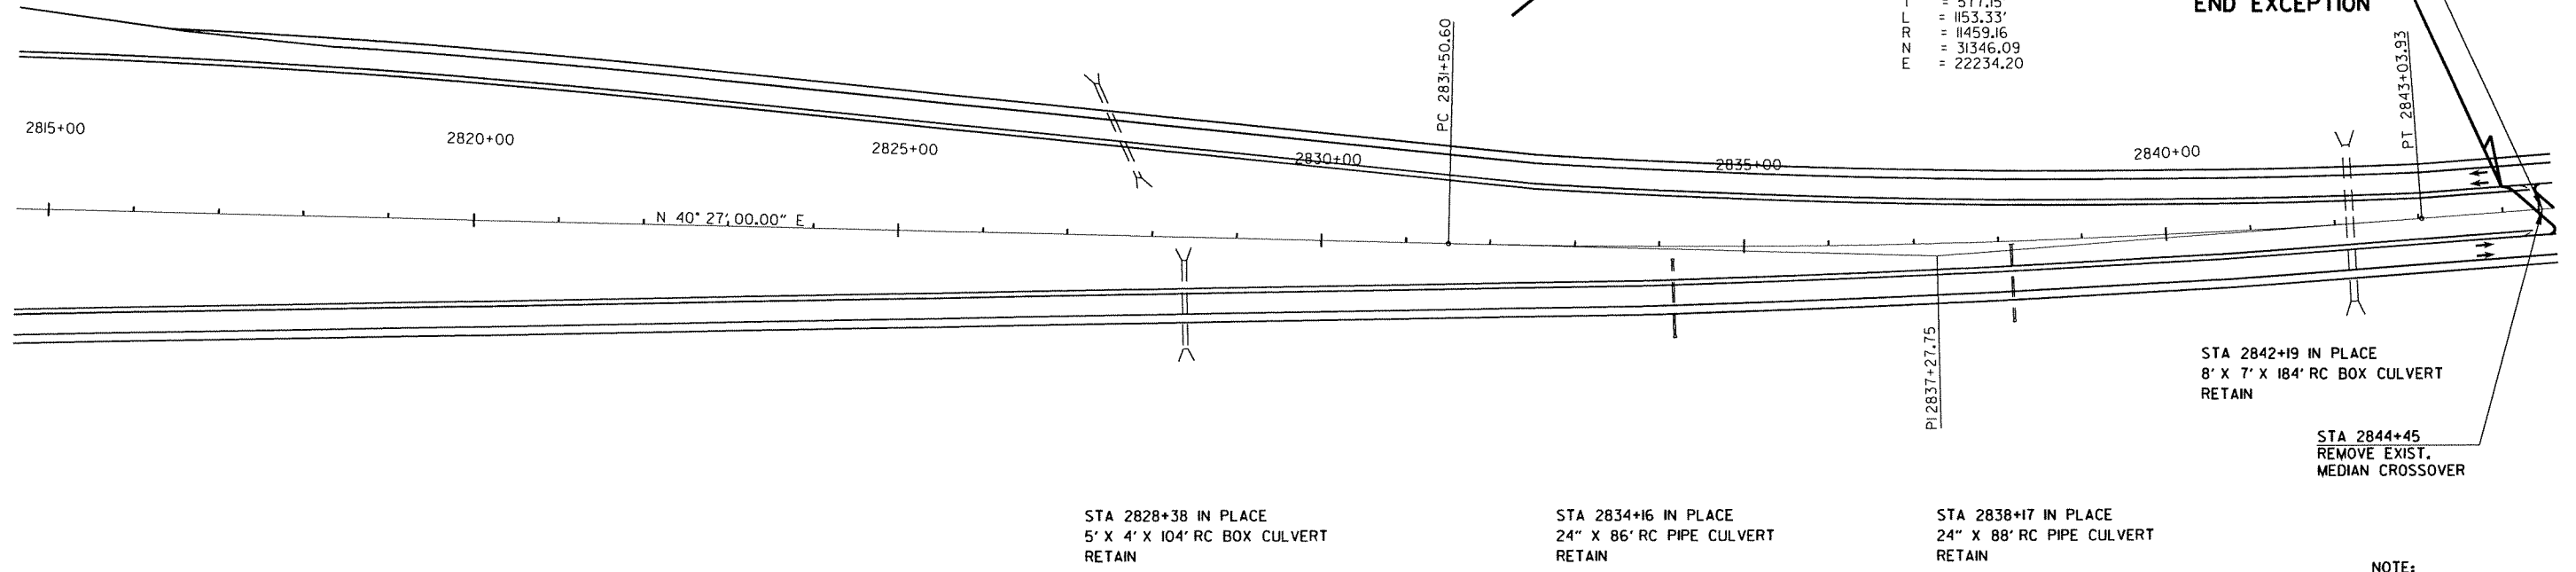 T = 577.15'
L = 1153.33'
R = 11459.16
N = 31346.09
E = 22234.20
END EXCEPTION
PC 2831+50.60
PT 2843+03.93
2815+00
2820+00
2825+00
2830+00
2835+00
2840+00
N 40° 27' 00.00" E
PI 2837+27.75
STA 2842+19 IN PLACE
8' X 7' X 184' RC BOX CULVERT
RETAIN
STA 2844+45
REMOVE EXIST.
MEDIAN CROSSOVER
STA 2828+38 IN PLACE
5' X 4' X 104' RC BOX CULVERT
RETAIN
STA 2834+16 IN PLACE
24" X 86' RC PIPE CULVERT
RETAIN
STA 2838+17 IN PLACE
24" X 88' RC PIPE CULVERT
RETAIN
NOTE: